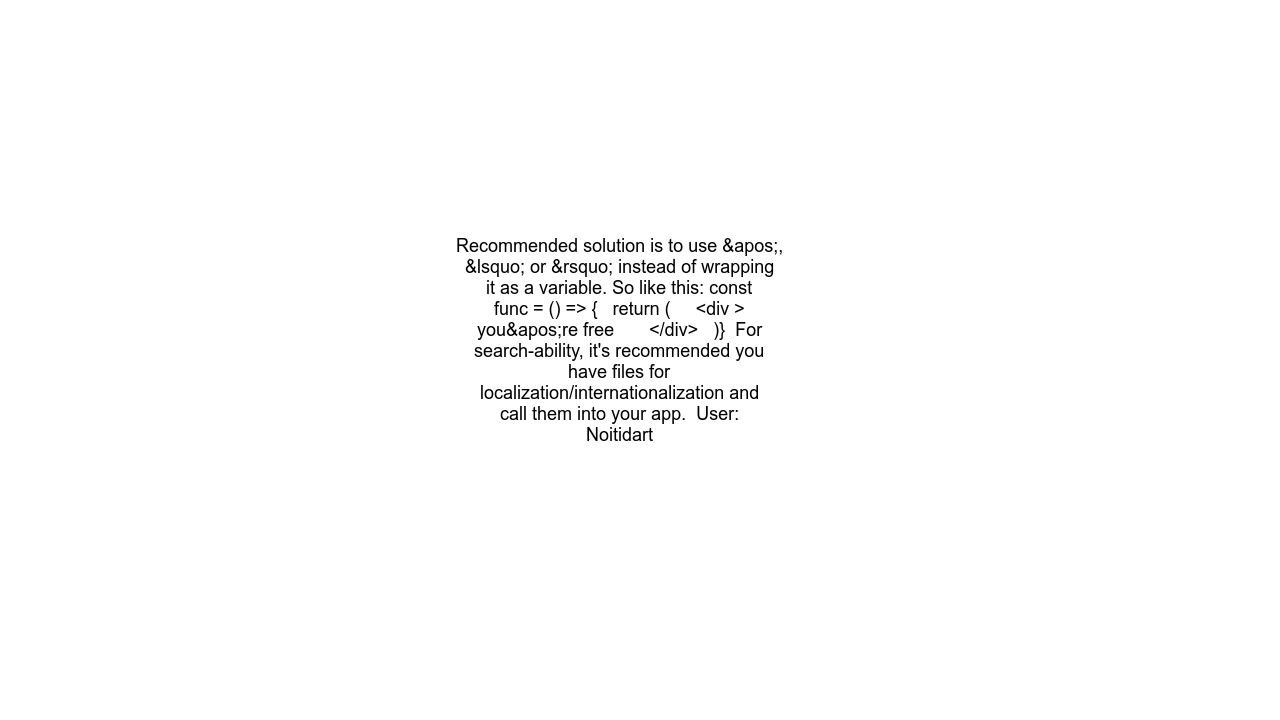 Recommended solution is to use &apos;,
&lsquo; or &rsquo; instead of wrapping
it as a variable. So like this: const
func = () => {   return (     <div >
you&apos;re free       </div>   )}  For
search-ability, it's recommended you
have files for
localization/internationalization and
call them into your app.  User:
Noitidart